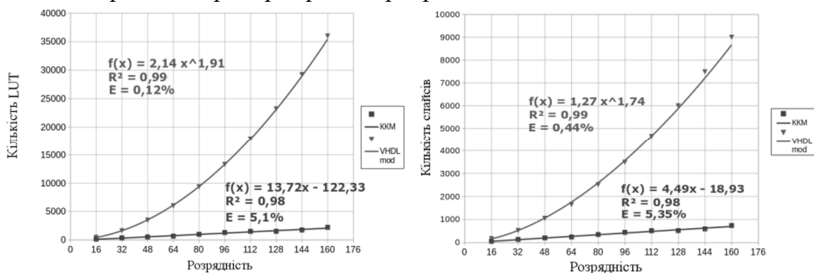 40000
35000
30000
25000
20000
15000
10000
5000
0
Кількість LUT
f(x) = 2,14 x^1,91
R² = 0,99
E = 0,12%
f(x) = 13,72x - 122,33
R² = 0,98
E = 5,1%
0 16 32 48 64 80 96 112 128 144 160 176
Розрядність
ККМ
VHDL
mod
10000
9000
8000
7000
6000
5000
4000
3000
2000
1000
0
Кількість слайсів
f(x) = 1,27 x^1,74
R² = 0,99
E = 0,44%
f(x) = 4,49x - 18,93
R² = 0,98
E = 5,35%
0 16 32 48 64 80 96 112 128 144 160 176
Розрядність
ККМ
VHDL
mod